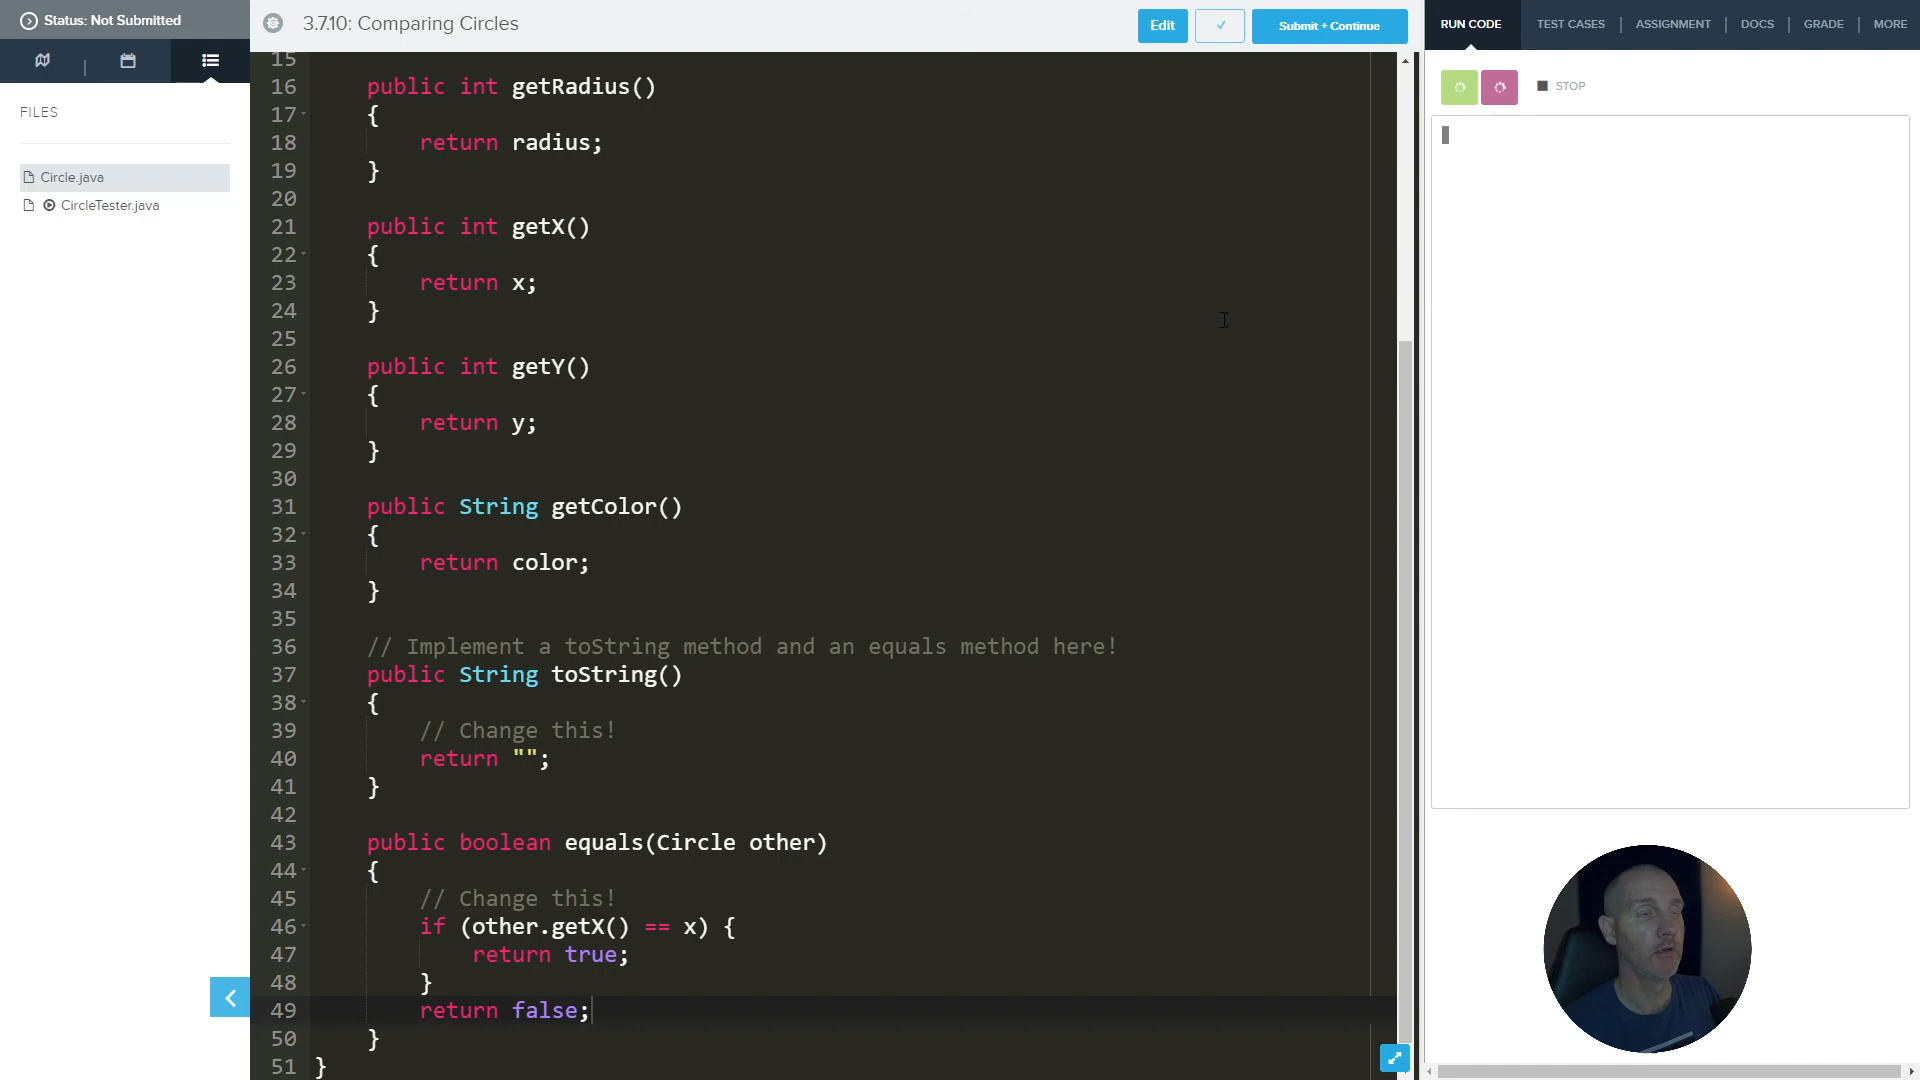 Status: Not Submitted
FILES
Circle.java
CircleTester.java
3.7.10: Comparing Circles
Edit
Submit + Continue
15
16 public int getRadius()
17 {
18 return radius;
19 }
20
21 public int getX()
22 {
23 return x;
24 }
25
26 public int getY()
27 {
28 return y;
29 }
30
31 public String getColor()
32 {
33 return color;
34 }
35
36 // Implement a toString method and an equals method here!
37 public String toString()
38 {
39 // Change this!
40 return "";
41 }
42
43 public boolean equals(Circle other)
44 {
45 // Change this!
46 if (other.getX() == x) {
47 return true;
48 }
49 return false;
50 }
51 }
RUN CODE
TEST CASES
ASSIGNMENT
DOCS
GRADE
MORE
STOP